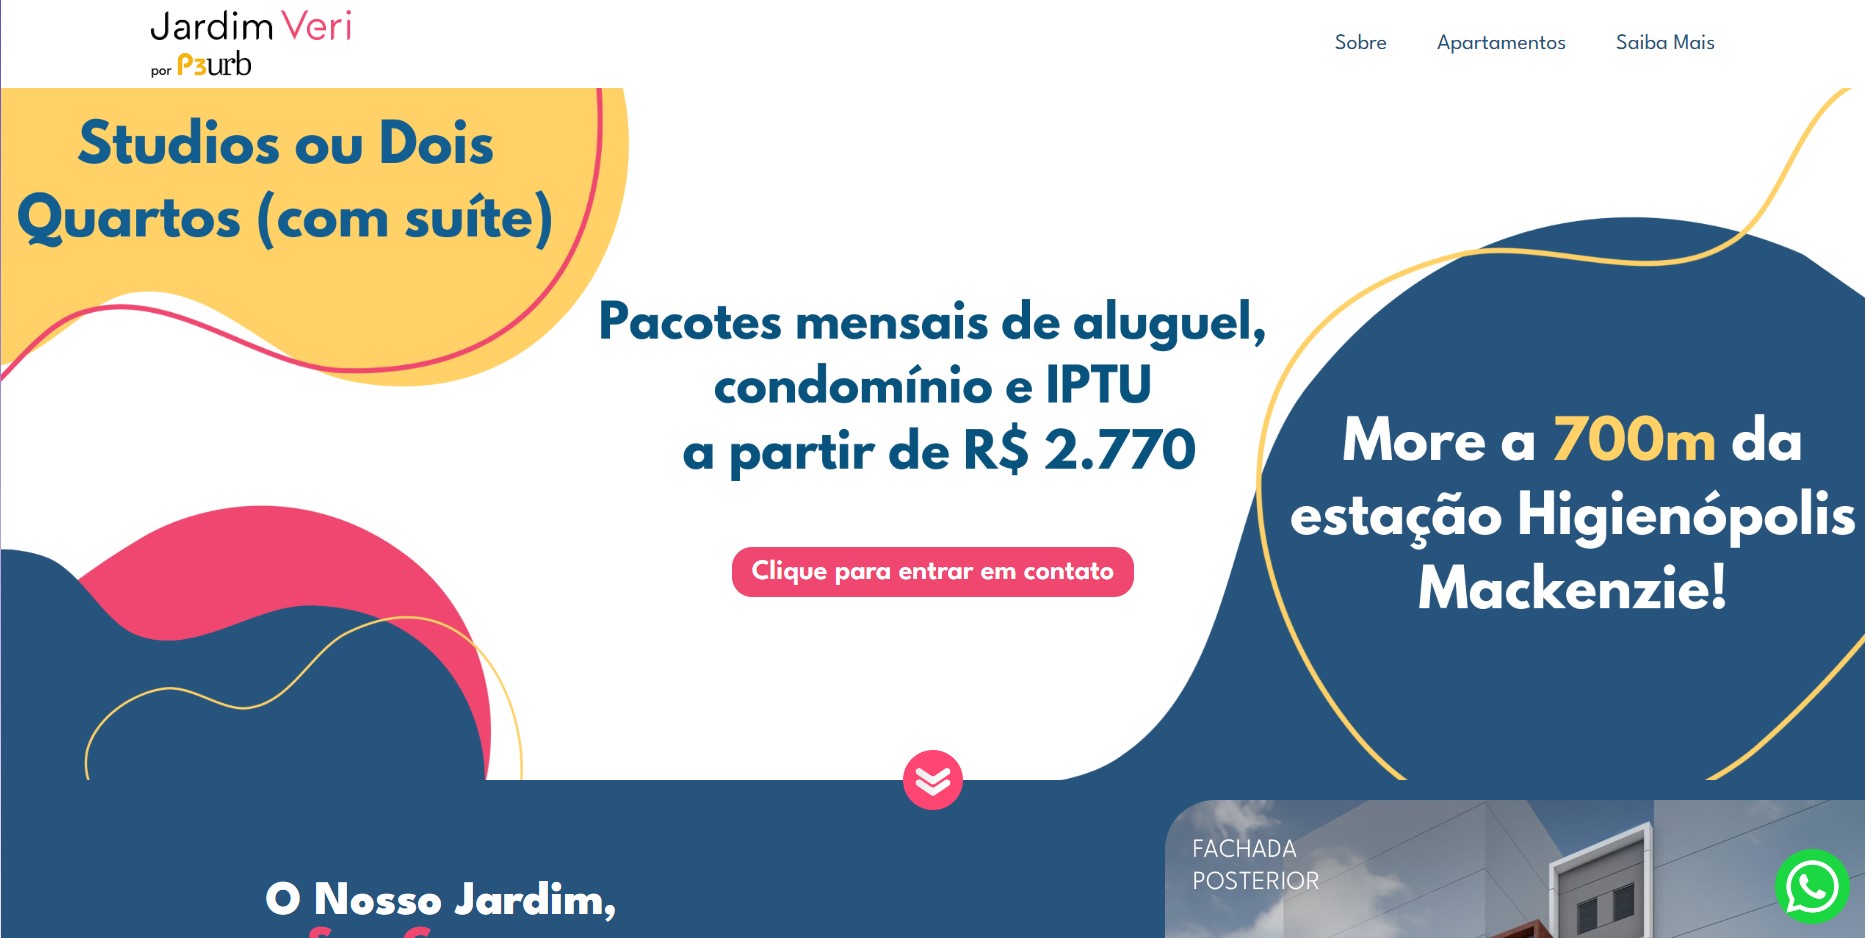 Jardim Veri
por P3urb
Sobre
Apartamentos
Saiba Mais
Studios ou Dois
Quartos (com suíte)
Pacotes mensais de aluguel,
condomínio e IPTU
a partir de R$ 2.770
Clique para entrar em contato
More a 700m da
estação Higienópolis
Mackenzie!
O Nosso Jardim,
FACHADA
POSTERIOR